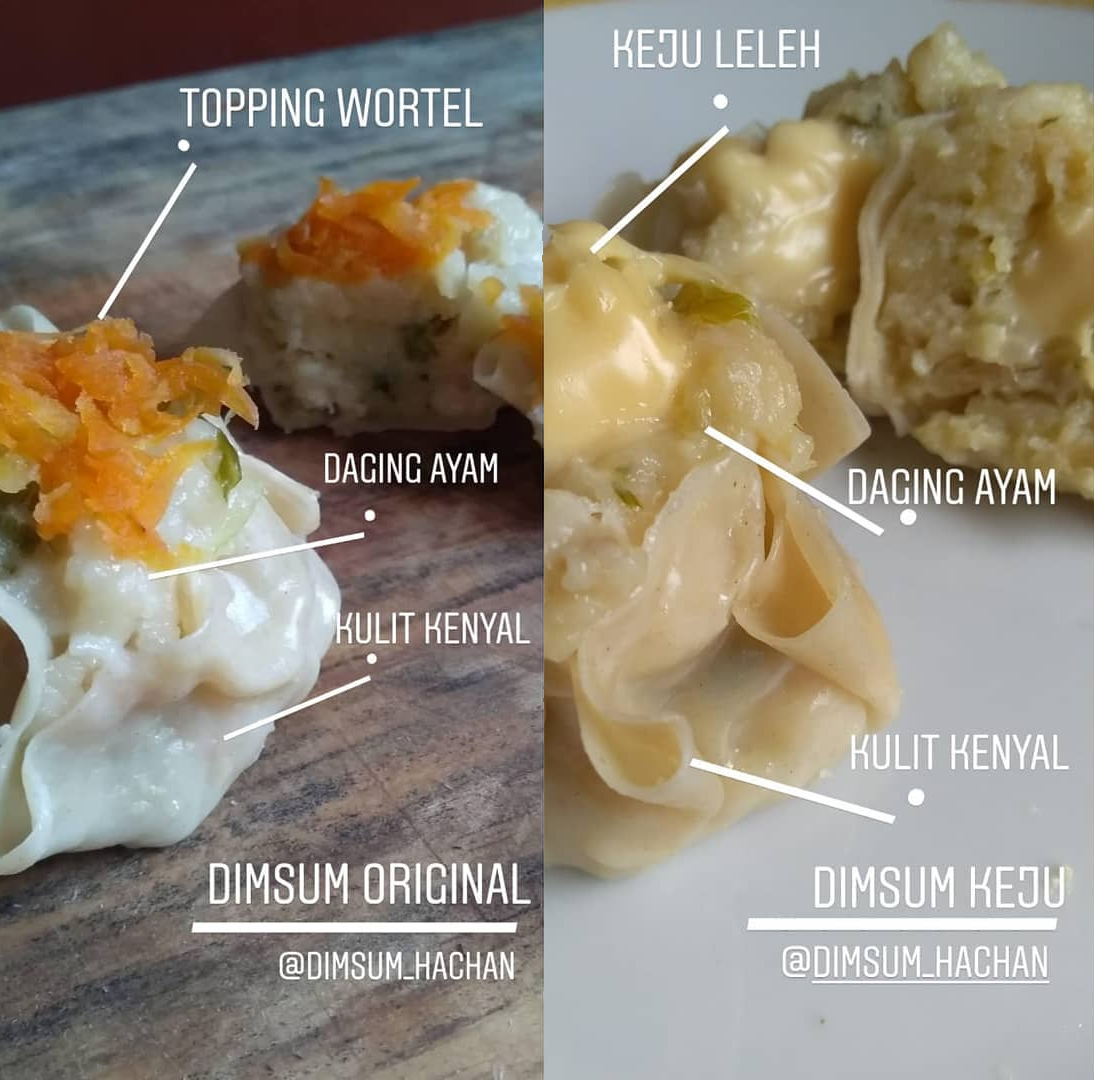 TOPPING WORTEL
DAGING AYAM
KULIT KENYAL
DIMSUM ORIGINAL
@DIMSUM_HACHAN
KEJU LELEH
DAGING AYAM
KULIT KENYAL
DIMSUM KEJU
@DIMSUM_HACHAN